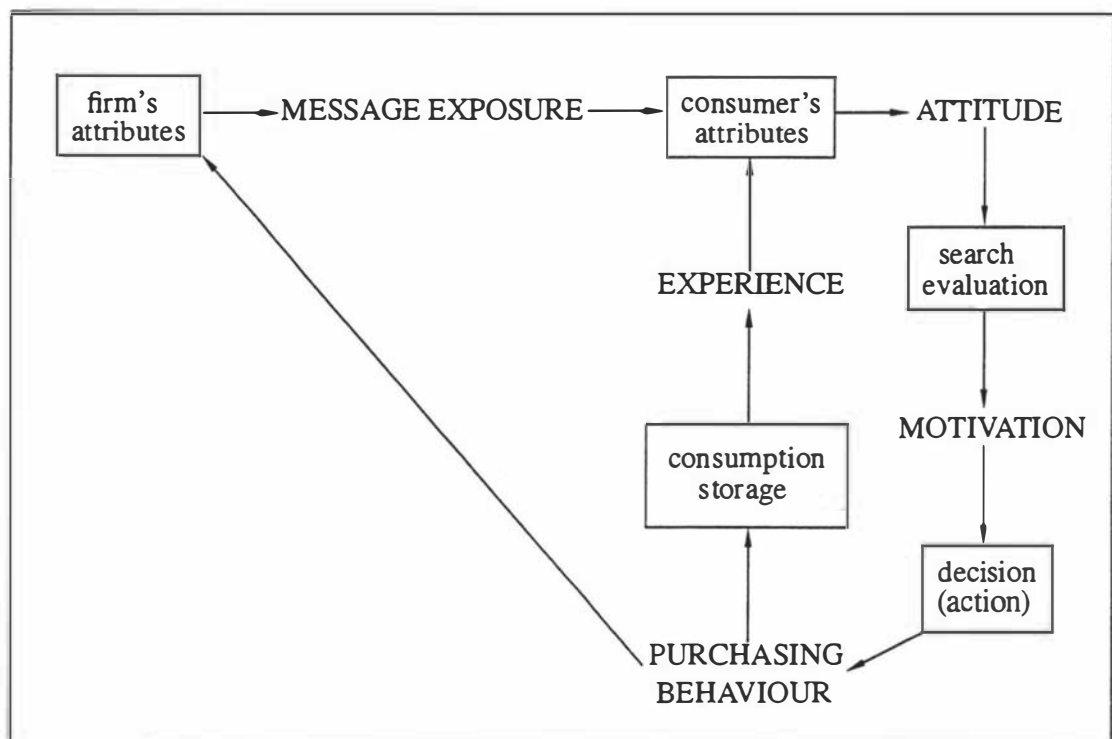 firm's
attributes
MESSAGE EXPOSURE
consumer's
attributes
ATTITUDE
search
evaluation
EXPERIENCE
MOTIVATION
consumption
storage
decision
(action)
PURCHASING
BEHAVIOUR